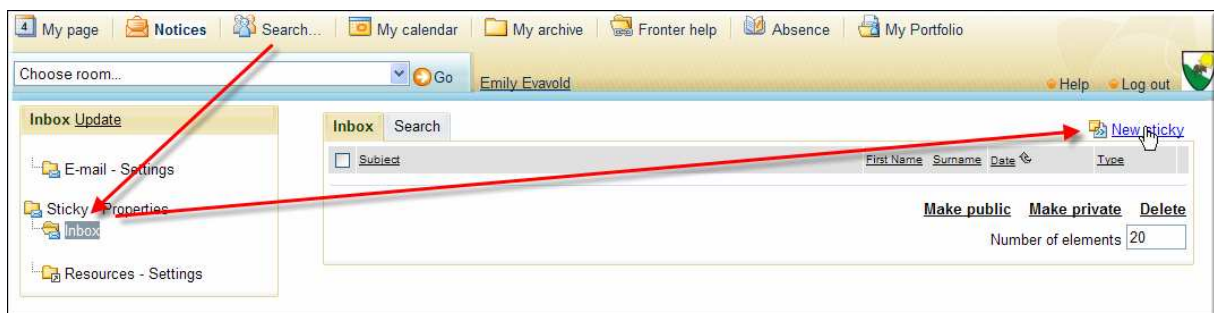 4 My page Notices Search... My calendar My archive Fronter help Absence My Portfolio
Choose room... Go Emily Evavold Help Log out
Inbox Update
E-mail - Settings
Sticky - Properties
Inbox
Resources - Settings
Inbox Search New sticky
Subject First Name Surname Date Type
Make public Make private Delete
Number of elements 20